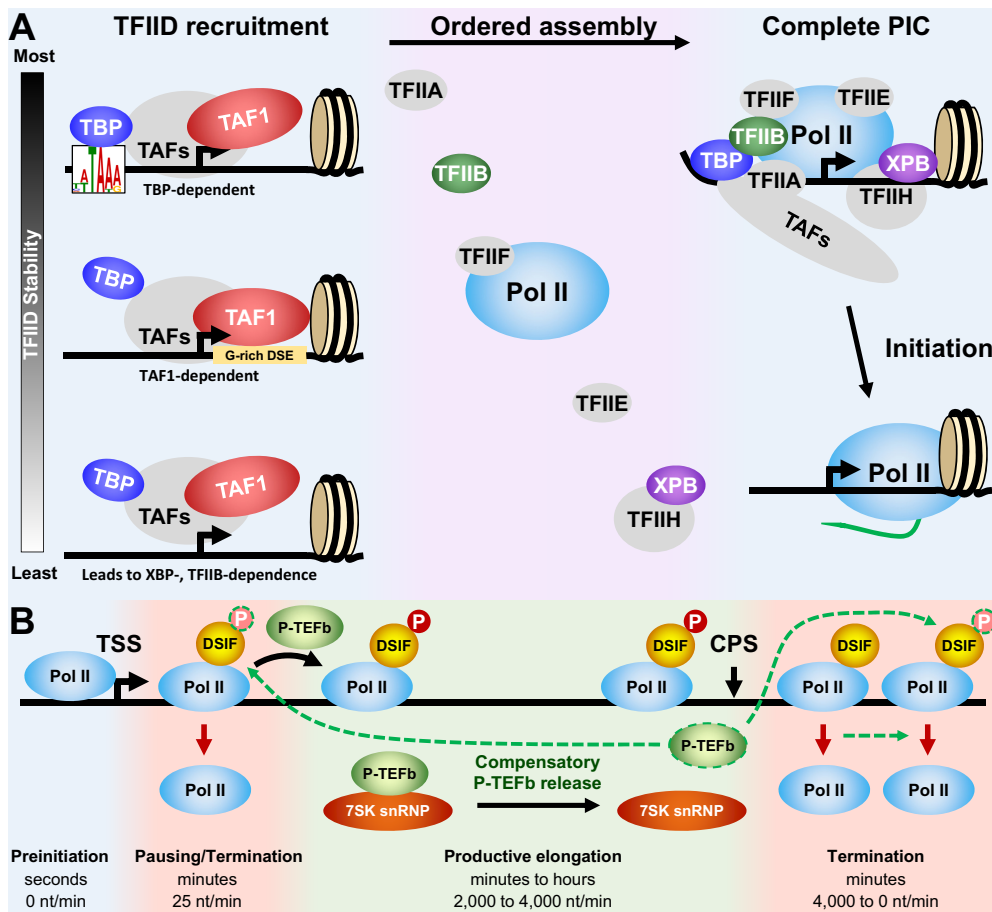 A
TFIID recruitment
Ordered assembly
Complete PIC
Most
TFIID Stability
Least
TBP
TAFs
TAF1
TATAAAG
TBP-dependent
TBP
TAFs
TAF1
G-rich DSE
TAF1-dependent
TBP
TAFs
TAF1
Leads to XBP-, TFIIB-dependence
TFIIA
TFIIB
TFIIF
Pol II
TFIIE
XPB
TFIIH
TFIIF
TFIIE
TFIIB
Pol II
TBP
XPB
TFIIA
TFIIH
TAFs
Initiation
Pol II
B
TSS
P
P-TEFb
P
P
CPS
P
DSIF
DSIF
DSIF
DSIF
DSIF
Pol II
Pol II
Pol II
Pol II
Pol II
Pol II
P-TEFb
P-TEFb
Compensatory
P-TEFb release
Pol II
7SK snRNP
7SK snRNP
Pol II
Pol II
Preinitiation
seconds
0 nt/min
Pausing/Termination
minutes
25 nt/min
Productive elongation
minutes to hours
2,000 to 4,000 nt/min
Termination
minutes
4,000 to 0 nt/min